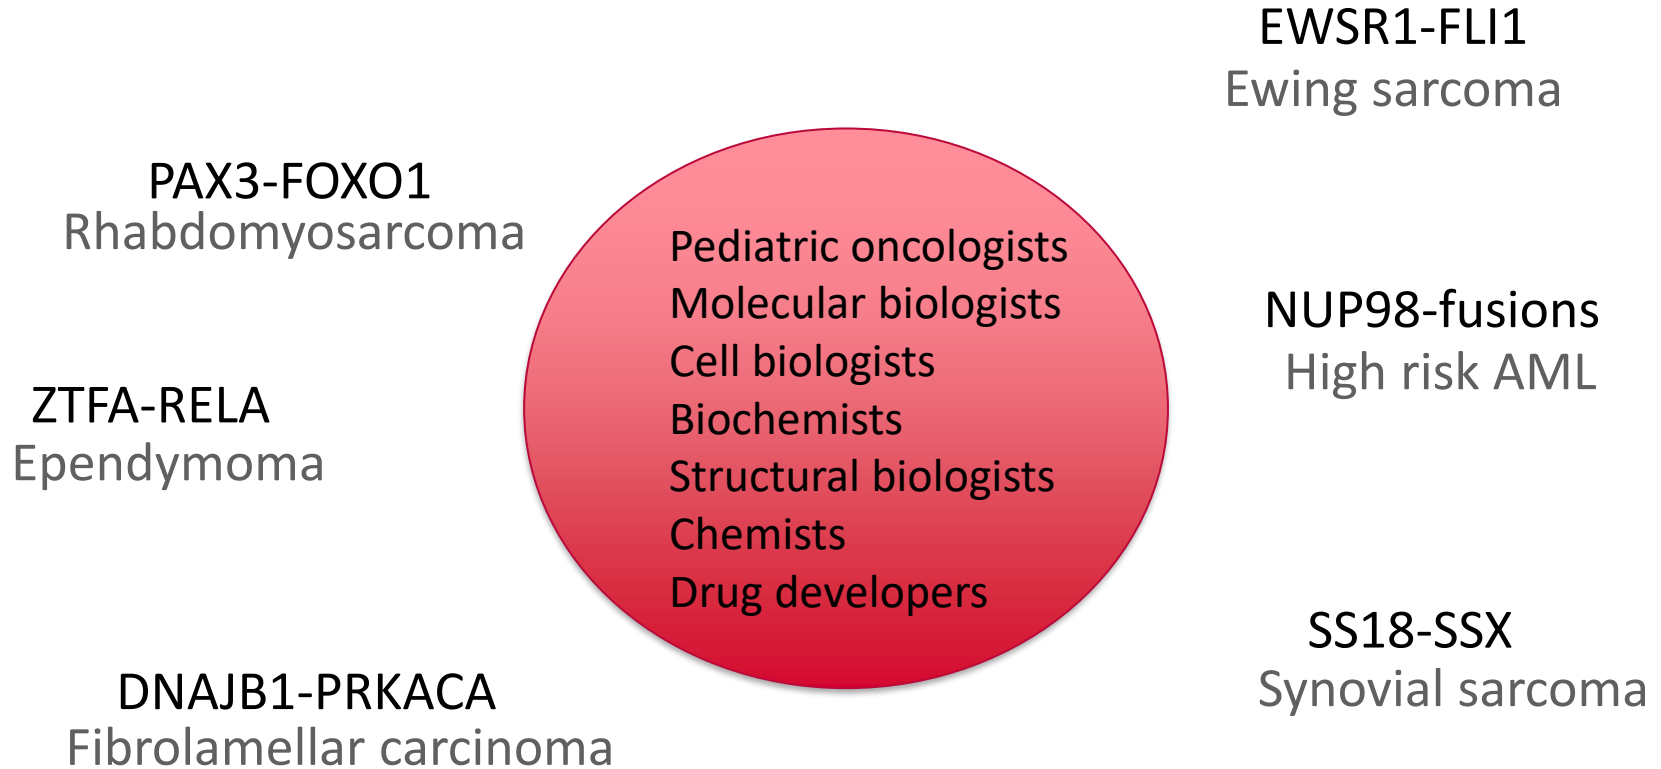 EWSR1-FLI1
Ewing sarcoma
PAX3-FOXO1
Rhabdomyosarcoma
Pediatric oncologists
Molecular biologists
Cell biologists
Biochemists
Structural biologists
Chemists
Drug developers
NUP98-fusions
High risk AML
ZTFA-RELA
Ependymoma
SS18-SSX
Synovial sarcoma
DNAJB1-PRKACA
Fibrolamellar carcinoma